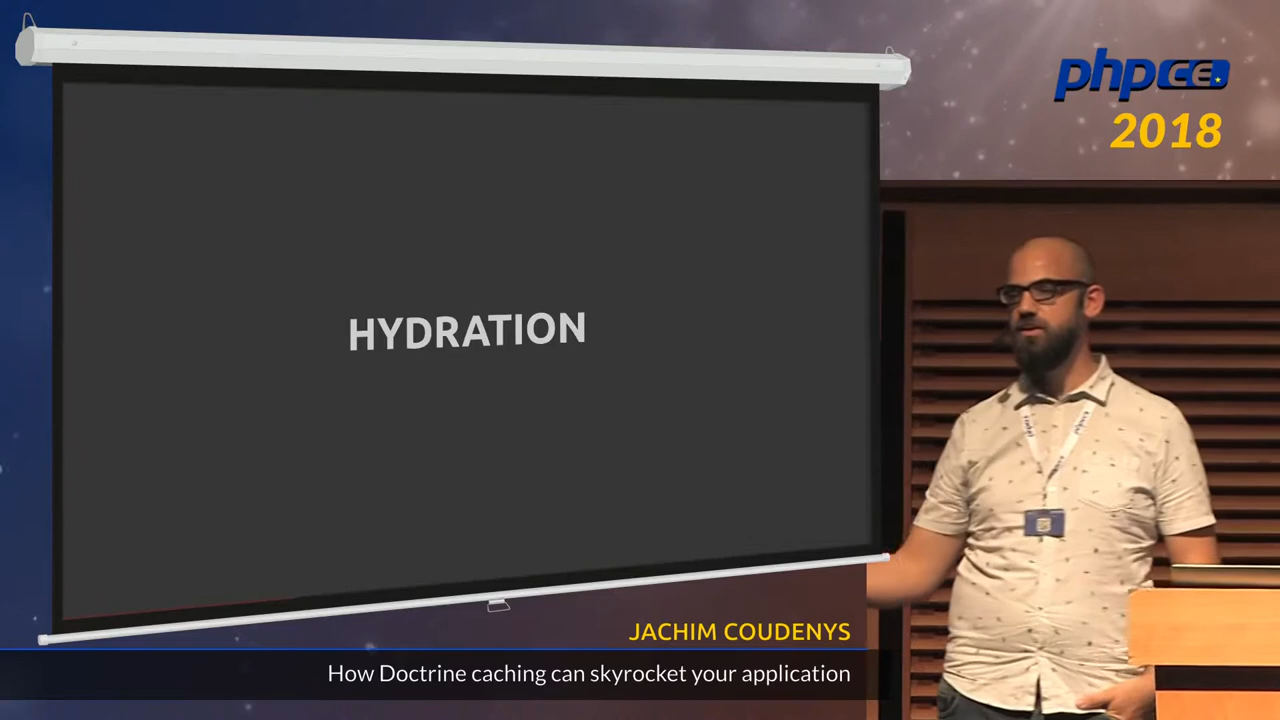 phpce
2018
HYDRATION
JACHIM COUDENYS
How Doctrine caching can skyrocket your application